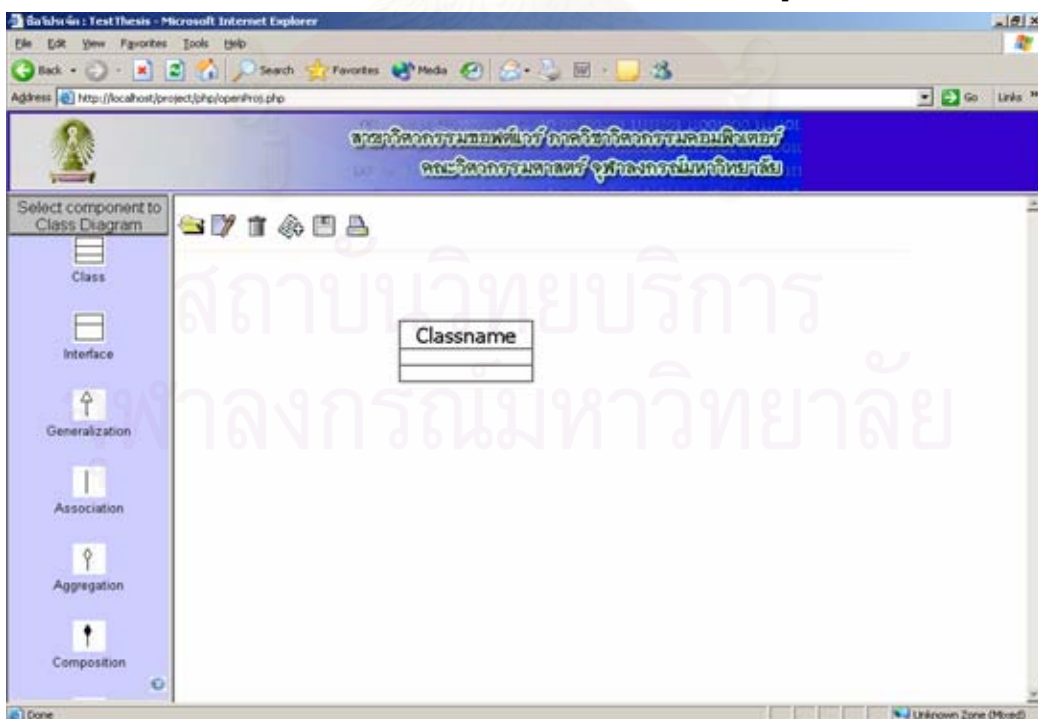 ชื่อโปรเจ็ค : TestThesis - Microsoft Internet Explorer
File Edit View Favorites Tools Help
Back Search Favorites Media
Address http://localhost/project/php/openProj.php Go Links »
สาขาวิศวกรรมซอฟต์แวร์ ภาควิชาวิศวกรรมคอมพิวเตอร์
คณะวิศวกรรมศาสตร์ จุฬาลงกรณ์มหาวิทยาลัย
Select component to
Class Diagram
Class
Interface
Generalization
Association
Aggregation
Composition
Classname
สถาบันวิทยบริการ
จุฬาลงกรณ์มหาวิทยาลัย
Done Unknown Zone (Mixed)